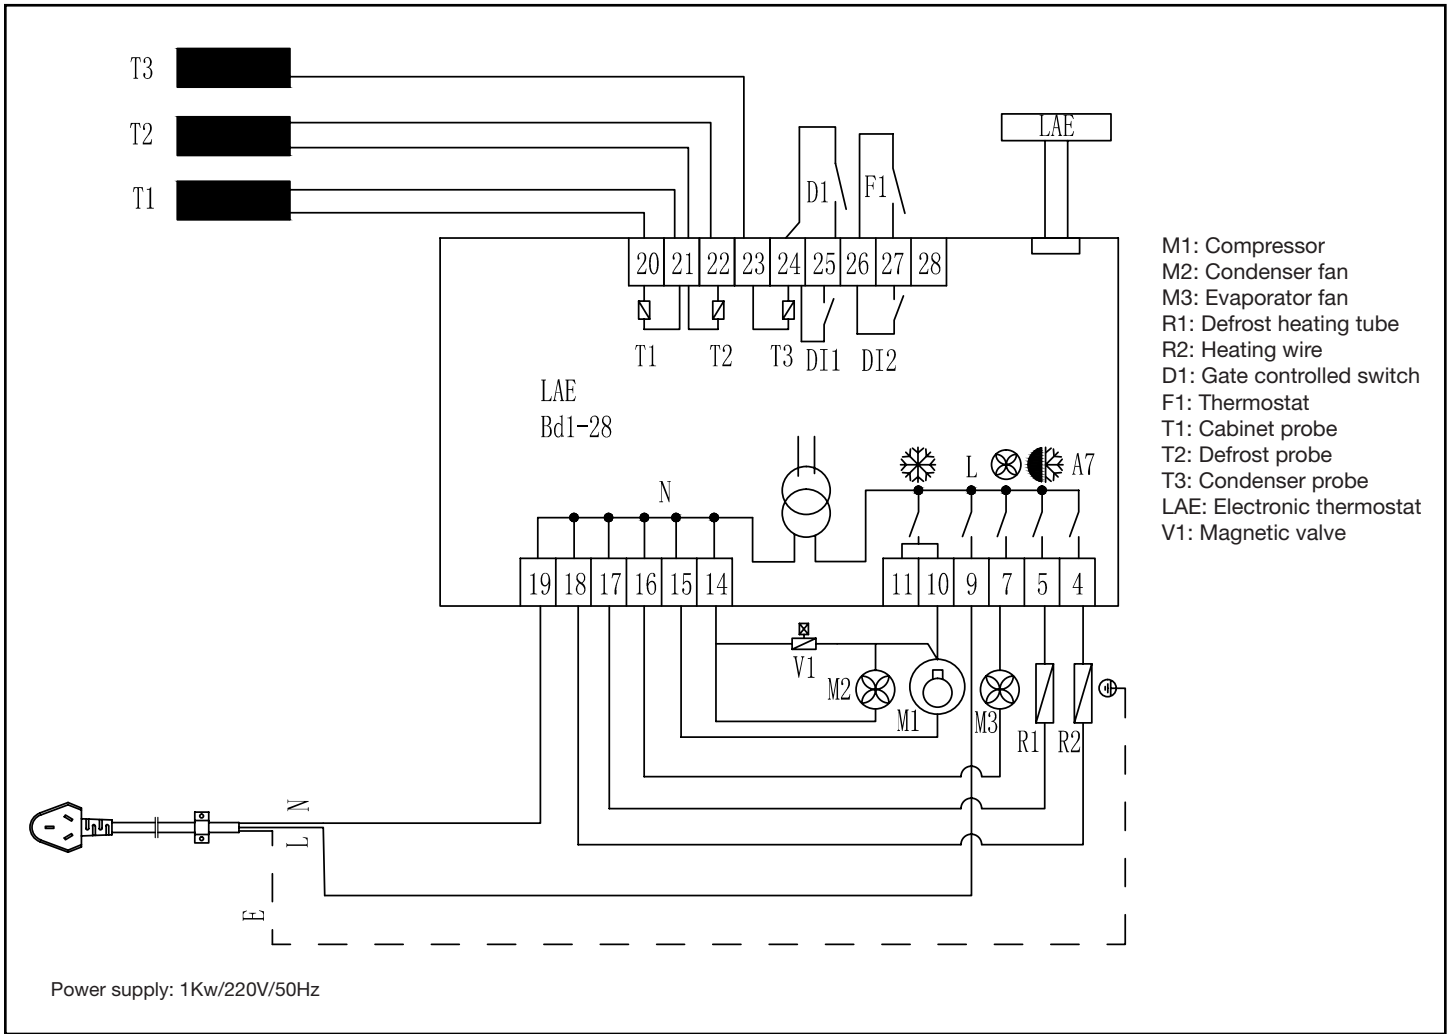 T3
T2
T1
LAE
D1
F1
20 21 22 23 24 25 26 27 28
T1 T2 T3 DI1 DI2
LAE
Bd1-28
N
L
A7
19 18 17 16 15 14
11 10 9 7 5 4
V1
M2
M1
M3
R1
R2
N
L
E
M1: Compressor
M2: Condenser fan
M3: Evaporator fan
R1: Defrost heating tube
R2: Heating wire
D1: Gate controlled switch
F1: Thermostat
T1: Cabinet probe
T2: Defrost probe
T3: Condenser probe
LAE: Electronic thermostat
V1: Magnetic valve
Power supply: 1Kw/220V/50Hz